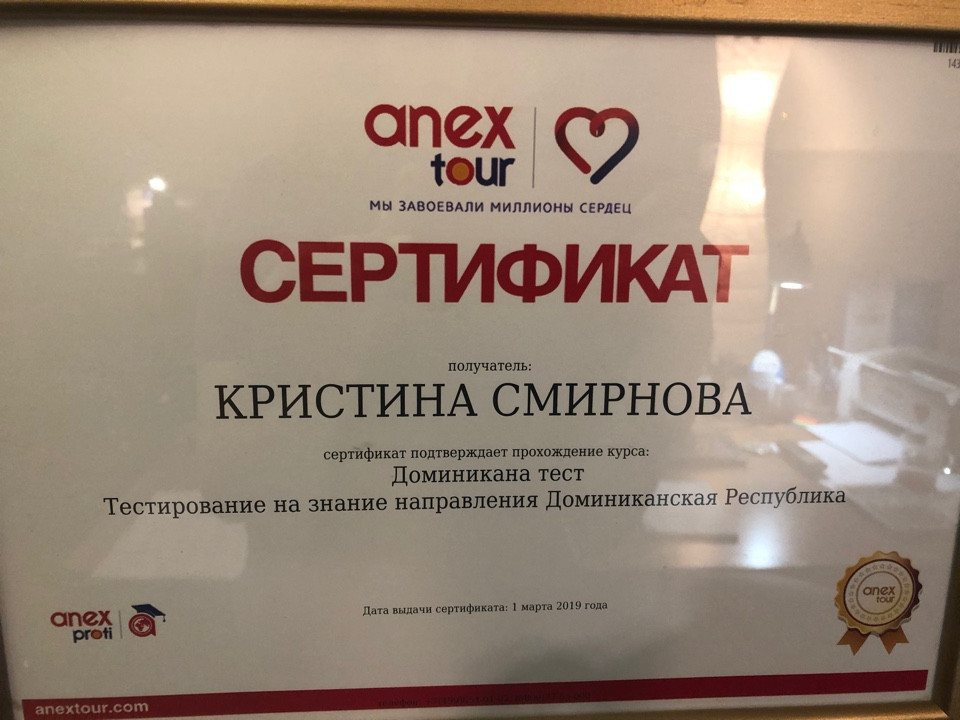 143
anex
tour
МЫ ЗАВОЕВАЛИ МИЛЛИОНЫ СЕРДЕЦ
СЕРТИФИКАТ
получатель:
КРИСТИНА СМИРНОВА
сертификат подтверждает прохождение курса:
Доминикана тест
Тестирование на знание направления Доминиканская Республика
Дата выдачи сертификата: 1 марта 2019 года
anex
proti
anex
tour
anextour.com